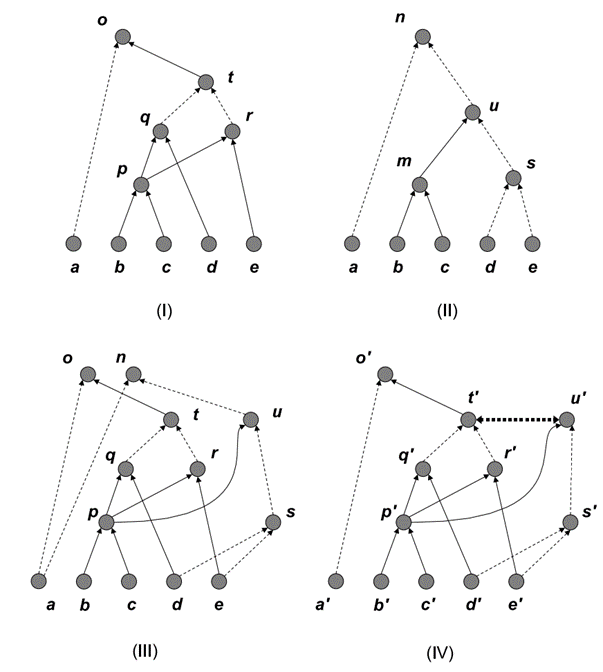 o n
t
u
q r
m
s
p
a b c d e a b c d e
(I) (II)
o n o'
t u t' u'
q r q' r'
p s p' s'
a b c d e a' b' c' d' e'
(III) (IV)